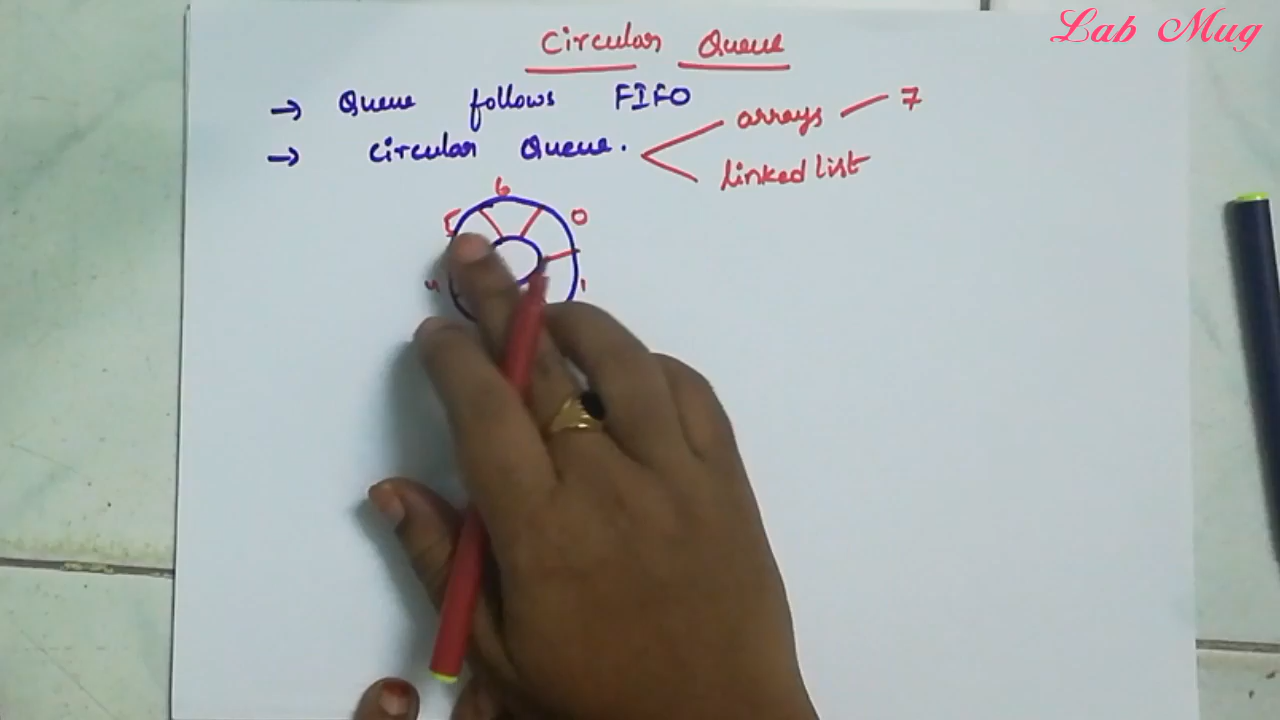 Lab Mug
Circular Queue
→ Queue follows FIFO
→ circular Queue.
arrays 7
linked list
6
5 0
4 1